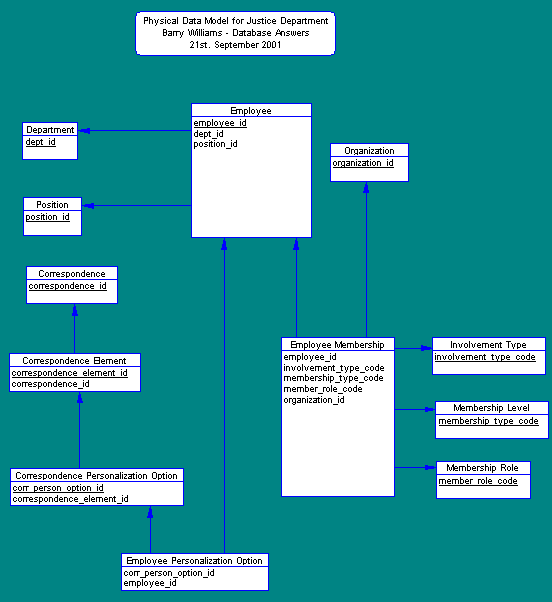 Physical Data Model for Justice Department
Barry Williams - Database Answers
21st. September 2001
Employee
employee_id
dept_id
position_id
Department
dept_id
Organization
organization_id
Position
position_id
Correspondence
correspondence_id
Employee Membership
employee_id
involvement_type_code
membership_type_code
member_role_code
organization_id
Involvement Type
involvement_type_code
Correspondence Element
correspondence_element_id
correspondence_id
Membership Level
membership_type_code
Membership Role
member_role_code
Correspondence Personalization Option
corr_person_option_id
correspondence_element_id
Employee Personalization Option
corr_person_option_id
employee_id